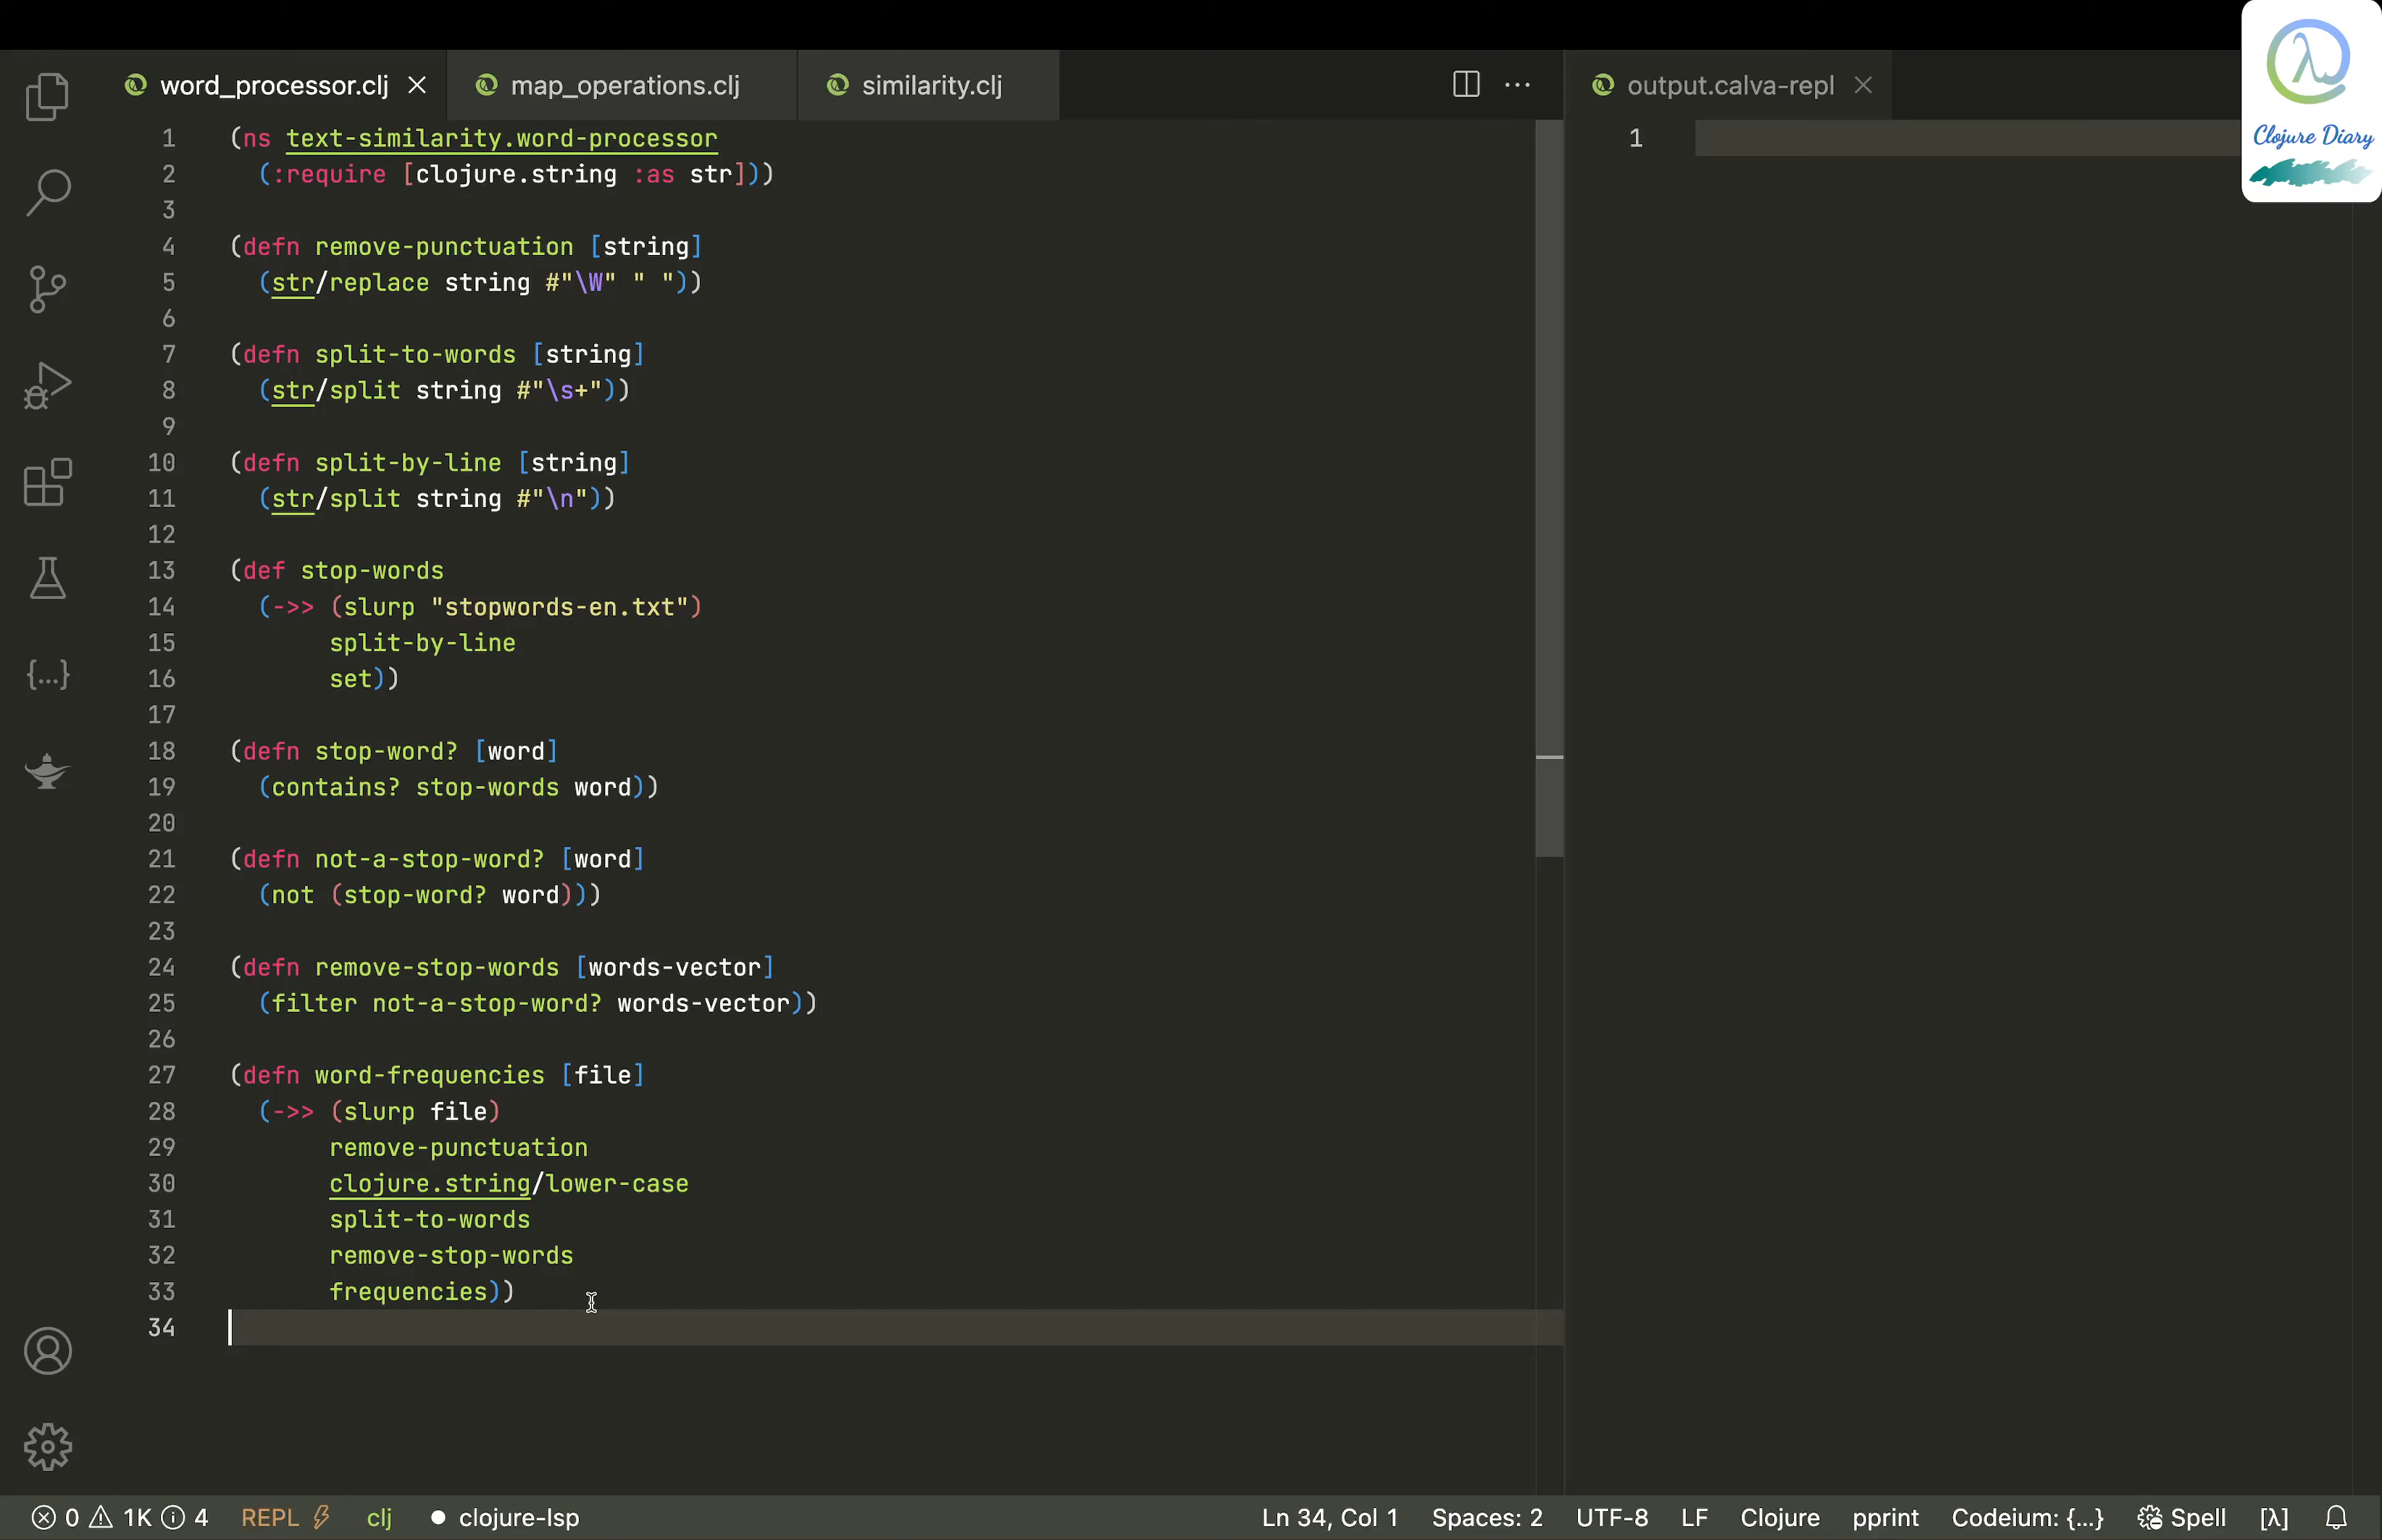 word_processor.clj
map_operations.clj
similarity.clj
output.calva-repl
λ
Clojure Diary
1 (ns text-similarity.word-processor
2   (:require [clojure.string :as str]))
3
4 (defn remove-punctuation [string]
5   (str/replace string #"\W" " "))
6
7 (defn split-to-words [string]
8   (str/split string #"\s+"))
9
10 (defn split-by-line [string]
11   (str/split string #"\n"))
12
13 (def stop-words
14   (->> (slurp "stopwords-en.txt")
15        split-by-line
16        set))
17
18 (defn stop-word? [word]
19   (contains? stop-words word))
20
21 (defn not-a-stop-word? [word]
22   (not (stop-word? word)))
23
24 (defn remove-stop-words [words-vector]
25   (filter not-a-stop-word? words-vector))
26
27 (defn word-frequencies [file]
28   (->> (slurp file)
29        remove-punctuation
30        clojure.string/lower-case
31        split-to-words
32        remove-stop-words
33        frequencies))
34
1
0 1K 4 REPL clj clojure-lsp Ln 34, Col 1 Spaces: 2 UTF-8 LF Clojure pprint Codeium: {...} Spell [λ]